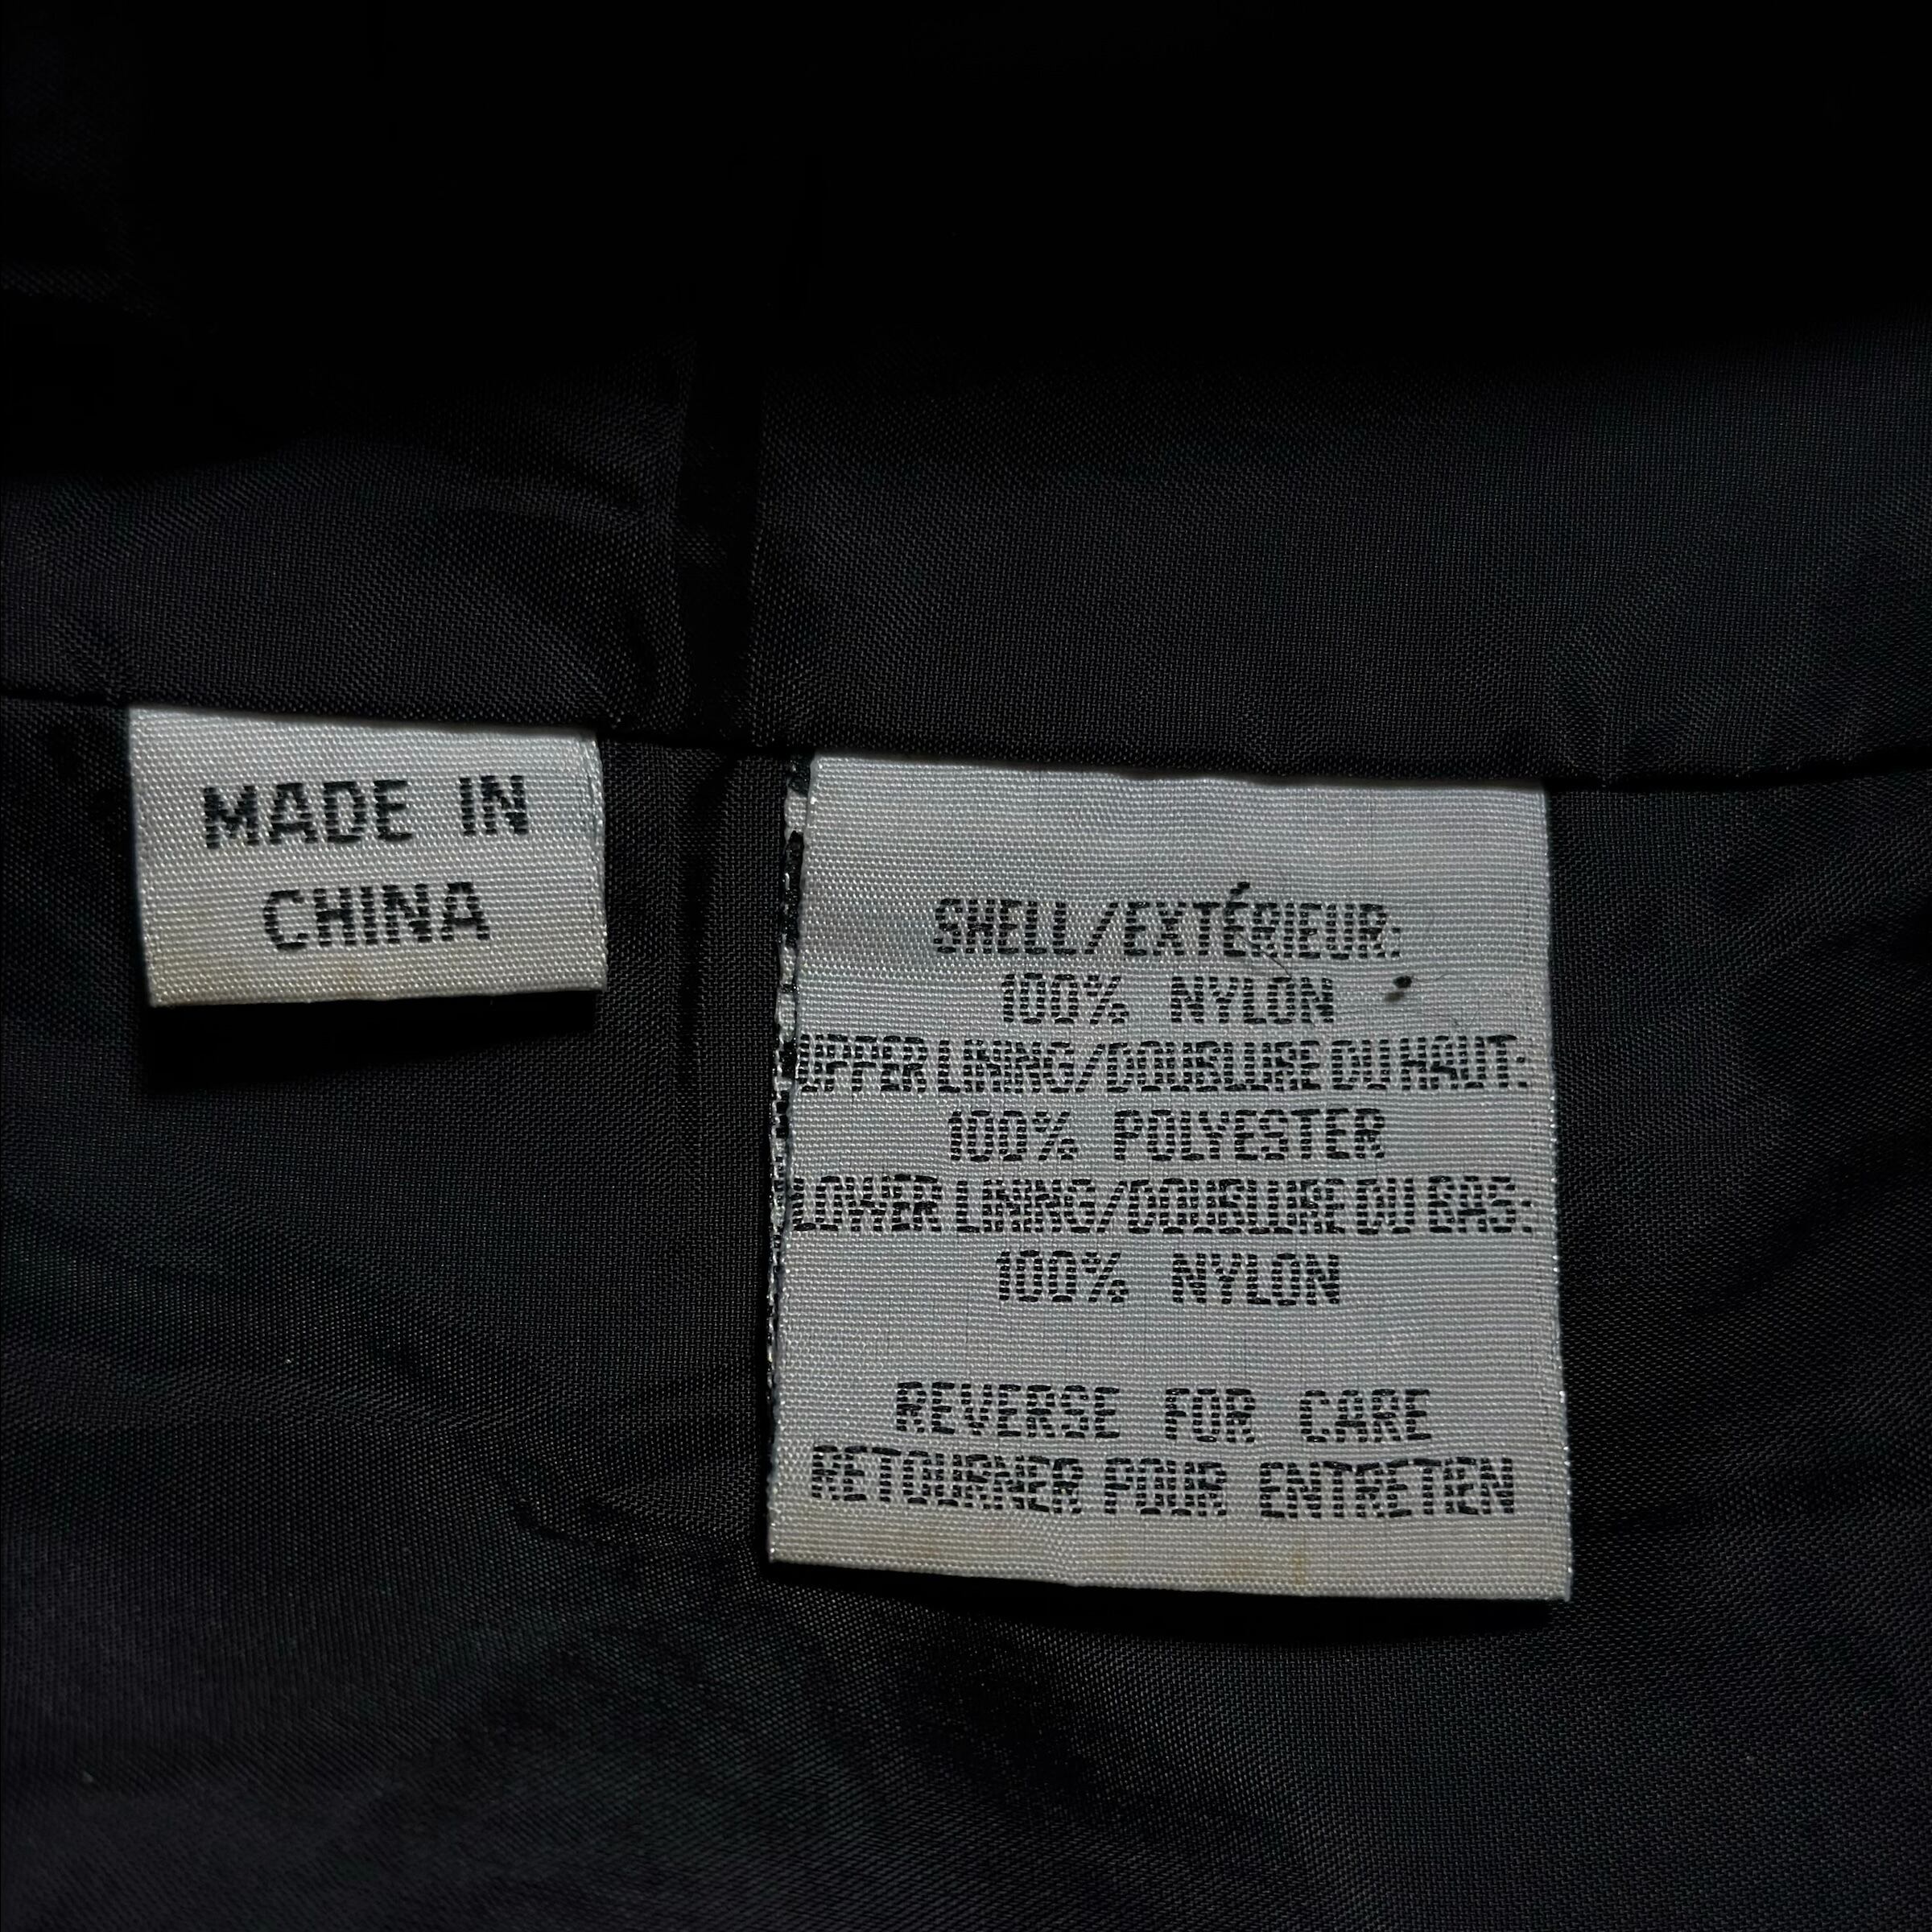 MADE IN
CHINA
SHELL/EXTÉRIEUR:
100% NYLON
UPPER LINING/DOUBLURE DU HAUT:
100% POLYESTER
LOWER LINING/DOUBLURE DU BAS:
100% NYLON
REVERSE FOR CARE
RETOURNER POUR ENTRETIEN